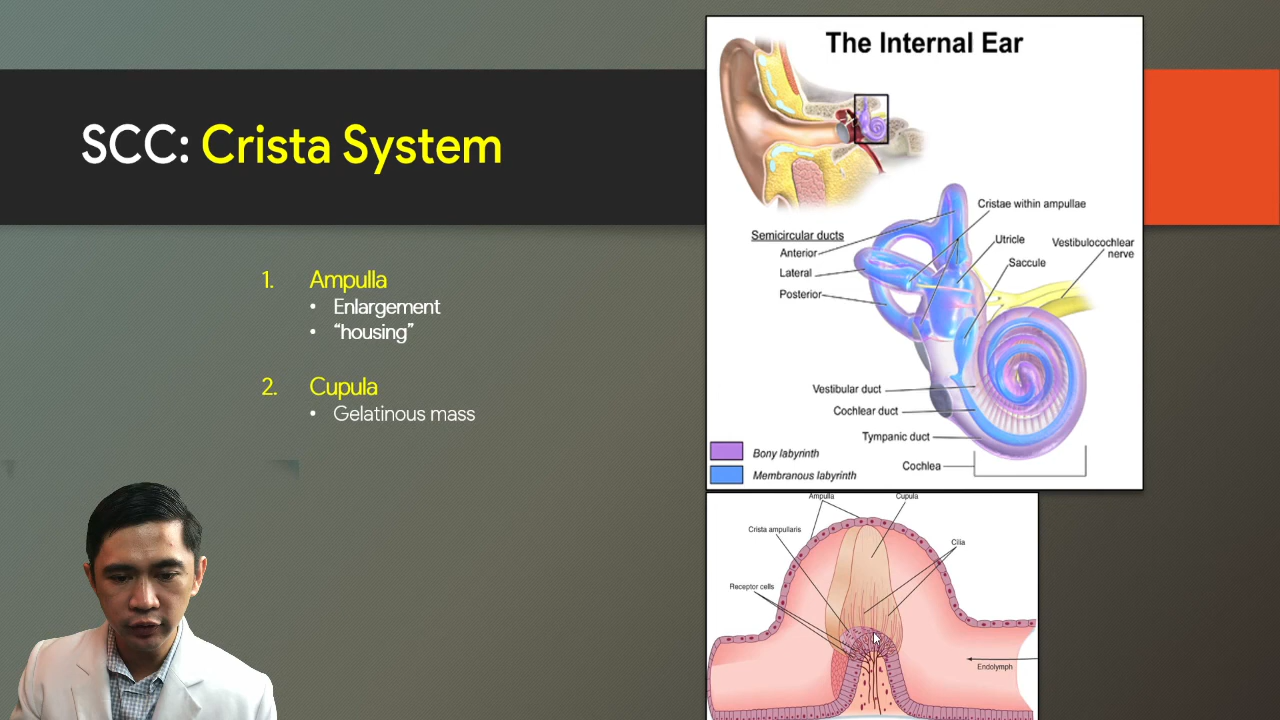 SCC: Crista System
1. Ampulla
• Enlargement
• “housing”
2. Cupula
• Gelatinous mass
The Internal Ear
Cristae within ampullae
Semicircular ducts
Utricle
Vestibulocochlear
nerve
Anterior
Saccule
Lateral
Posterior
Vestibular duct
Cochlear duct
Tympanic duct
Bony labyrinth
Cochlea
Membranous labyrinth
Ampulla
Cupula
Crista ampullaris
Cilia
Receptor cells
Endolymph